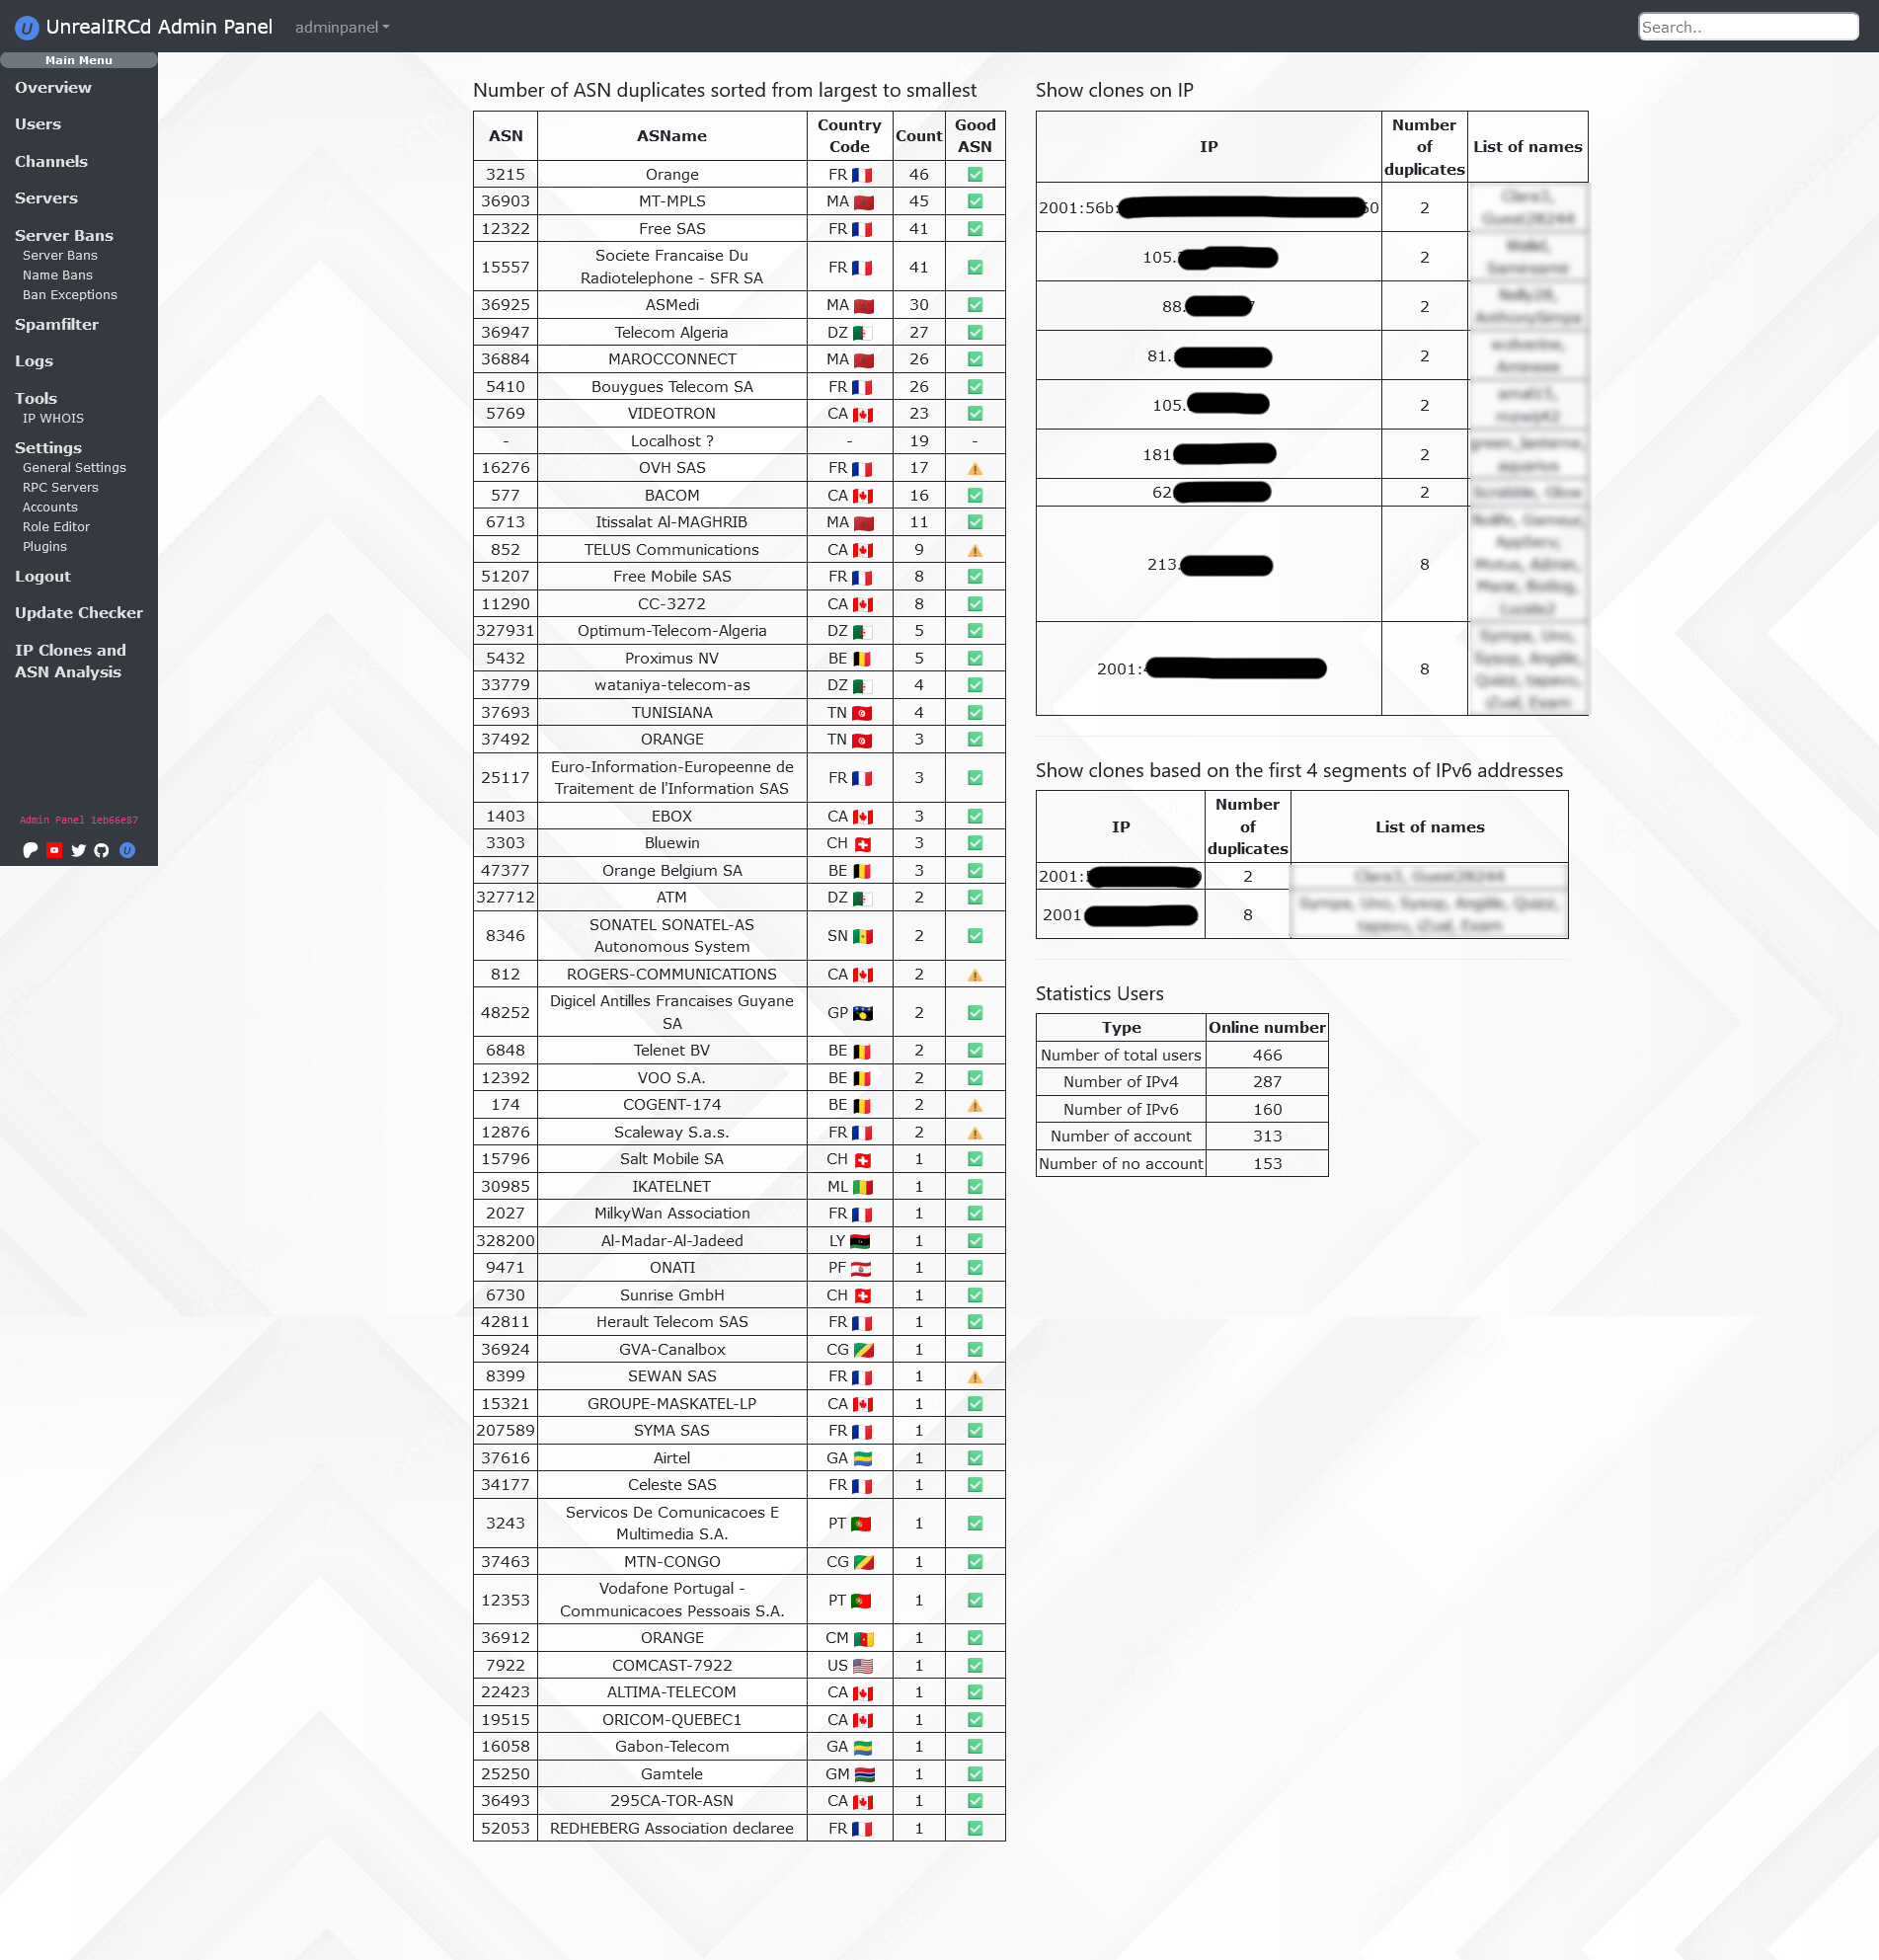 UnrealIRCd Admin Panel
adminpanel
Search..
Main Menu
Overview
Users
Channels
Servers
Server Bans
Server Bans
Name Bans
Ban Exceptions
Spamfilter
Logs
Tools
IP WHOIS
Settings
General Settings
RPC Servers
Accounts
Role Editor
Plugins
Logout
Update Checker
IP Clones and
ASN Analysis
Admin Panel 1eb66e87
Number of ASN duplicates sorted from largest to smallest
ASN ASName Country Code Count Good ASN
3215 Orange FR 46
36903 MT-MPLS MA 45
12322 Free SAS FR 41
15557 Societe Francaise Du Radiotelephone - SFR SA FR 41
36925 ASMedi MA 30
36947 Telecom Algeria DZ 27
36884 MAROCCONNECT MA 26
5410 Bouygues Telecom SA FR 26
5769 VIDEOTRON CA 23
- Localhost ? - 19 -
16276 OVH SAS FR 17
577 BACOM CA 16
6713 Itissalat Al-MAGHRIB MA 11
852 TELUS Communications CA 9
51207 Free Mobile SAS FR 8
11290 CC-3272 CA 8
327931 Optimum-Telecom-Algeria DZ 5
5432 Proximus NV BE 5
33779 wataniya-telecom-as DZ 4
37693 TUNISIANA TN 4
37492 ORANGE TN 3
25117 Euro-Information-Europeenne de Traitement de l'Information SAS FR 3
1403 EBOX CA 3
3303 Bluewin CH 3
47377 Orange Belgium SA BE 3
327712 ATM DZ 2
8346 SONATEL SONATEL-AS Autonomous System SN 2
812 ROGERS-COMMUNICATIONS CA 2
48252 Digicel Antilles Francaises Guyane SA GP 2
6848 Telenet BV BE 2
12392 VOO S.A. BE 2
174 COGENT-174 BE 2
12876 Scaleway S.a.s. FR 2
15796 Salt Mobile SA CH 1
30985 IKATELNET ML 1
2027 MilkyWan Association FR 1
328200 Al-Madar-Al-Jadeed LY 1
9471 ONATI PF 1
6730 Sunrise GmbH CH 1
42811 Herault Telecom SAS FR 1
36924 GVA-Canalbox CG 1
8399 SEWAN SAS FR 1
15321 GROUPE-MASKATEL-LP CA 1
207589 SYMA SAS FR 1
37616 Airtel GA 1
34177 Celeste SAS FR 1
3243 Servicos De Comunicacoes E Multimedia S.A. PT 1
37463 MTN-CONGO CG 1
12353 Vodafone Portugal - Communicacoes Pessoais S.A. PT 1
36912 ORANGE CM 1
7922 COMCAST-7922 US 1
22423 ALTIMA-TELECOM CA 1
19515 ORICOM-QUEBEC1 CA 1
16058 Gabon-Telecom GA 1
25250 Gamtele GM 1
36493 295CA-TOR-ASN CA 1
52053 REDHEBERG Association declaree FR 1
Show clones on IP
IP Number of duplicates List of names
2001:56b: 2
105. 2
88. 2
81. 2
105. 2
181 2
62 2
213. 8
2001: 8
Show clones based on the first 4 segments of IPv6 addresses
IP Number of duplicates List of names
2001: 2
2001 8
Statistics Users
Type Online number
Number of total users 466
Number of IPv4 287
Number of IPv6 160
Number of account 313
Number of no account 153